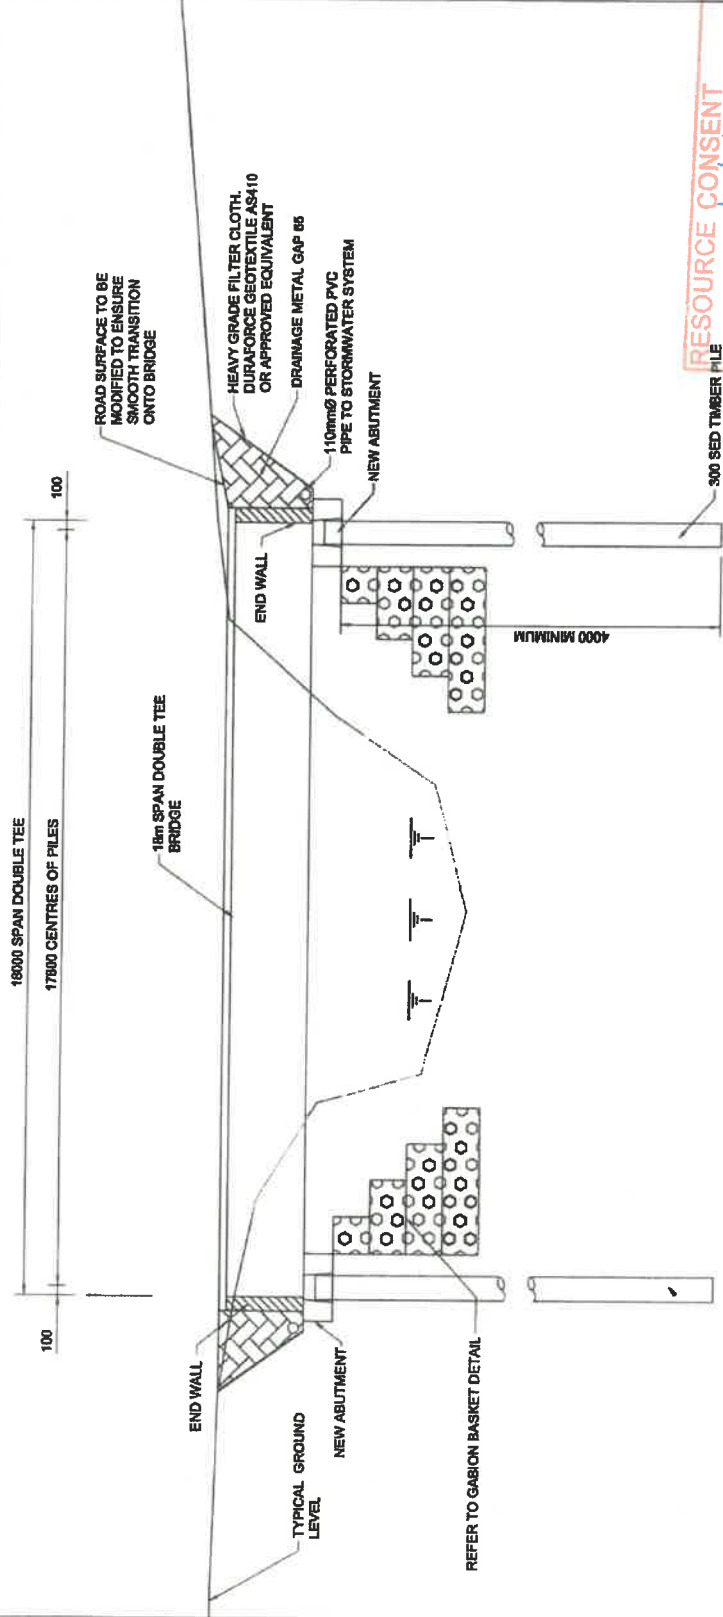 18000 SPAN DOUBLE TEE
17800 CENTRES OF PILES
100
100
18m SPAN DOUBLE TEE
BRIDGE
ROAD SURFACE TO BE
MODIFIED TO ENSURE
SMOOTH TRANSITION
ONTO BRIDGE
HEAVY GRADE FILTER CLOTH.
DURAFORCE GEOTEXTILE AS410
OR APPROVED EQUIVALENT
DRAINAGE METAL GAP 65
110mmØ PERFORATED PVC
PIPE TO STORMWATER SYSTEM
NEW ABUTMENT
END WALL
END WALL
TYPICAL GROUND
LEVEL
NEW ABUTMENT
REFER TO GABION BASKET DETAIL
4000 MINIMUM
300 SED TIMBER PILE
RESOURCE CONSENT